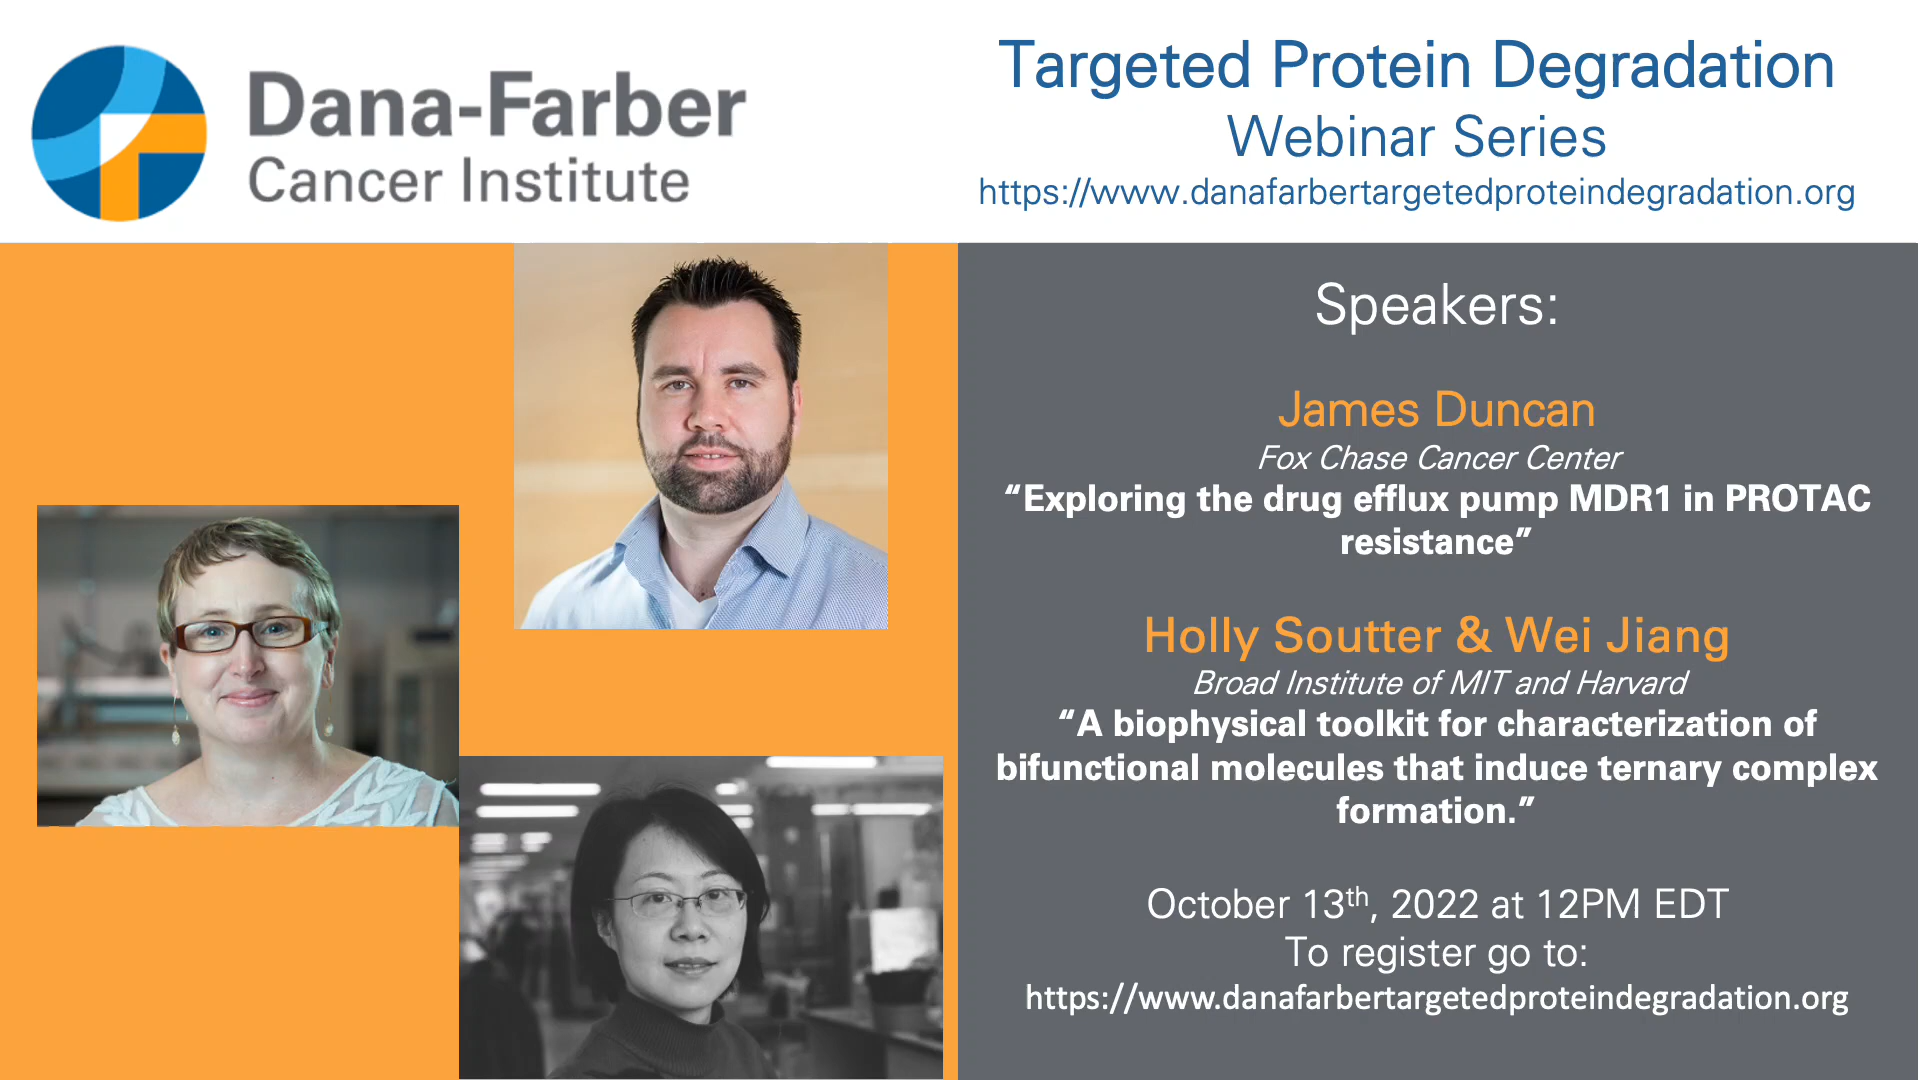 Dana-Farber
Cancer Institute
Targeted Protein Degradation
Webinar Series
https://www.danafarbertargetedproteindegradation.org
Speakers:
James Duncan
Fox Chase Cancer Center
“Exploring the drug efflux pump MDR1 in PROTAC
resistance”
Holly Soutter & Wei Jiang
Broad Institute of MIT and Harvard
“A biophysical toolkit for characterization of
bifunctional molecules that induce ternary complex
formation.”
October 13th, 2022 at 12PM EDT
To register go to:
https://www.danafarbertargetedproteindegradation.org